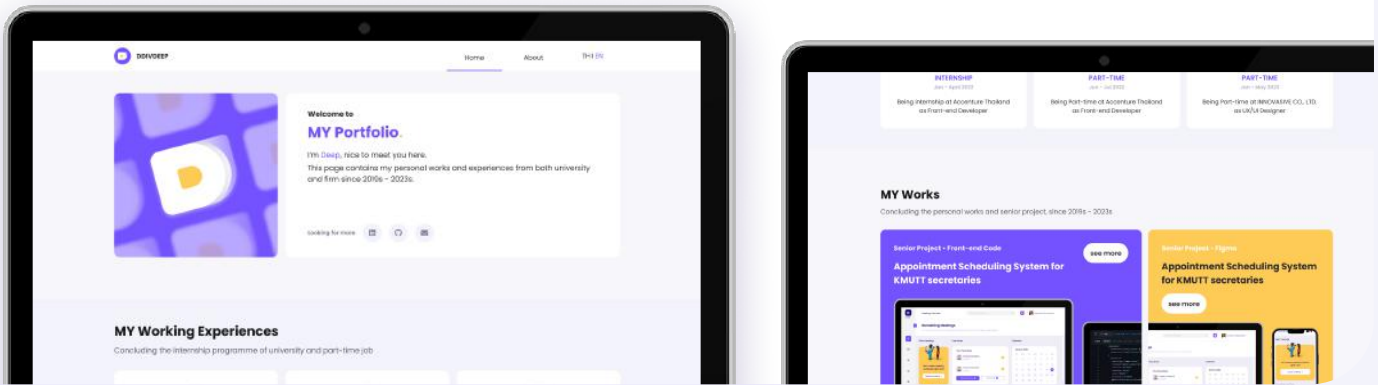 DDIVDEEP
Home
About
TH| EN
Welcome to
MY Portfolio.
I'm Deep, nice to meet you here.
This page contains my personal works and experiences from both university
and firm since 2019s - 2023s.
Looking for more
MY Working Experiences
Concluding the internship programme of university and part-time job
INTERNSHIP
PART-TIME
PART-TIME
Being Internship at Accenture Thailand
as Front-end Developer
Being Part-time at Accenture Thailand
as Front-end Developer
Being Part-time at INNOVASIVE CO., LTD.
as UX/UI Designer
MY Works
Concluding the personal works and senior project, since 2019s - 2023s
Senior Project - Front-end Code
see more
Appointment Scheduling System for
KMUTT secretaries
Senior Project - Figma
Appointment Scheduling System
for KMUTT secretaries
see more